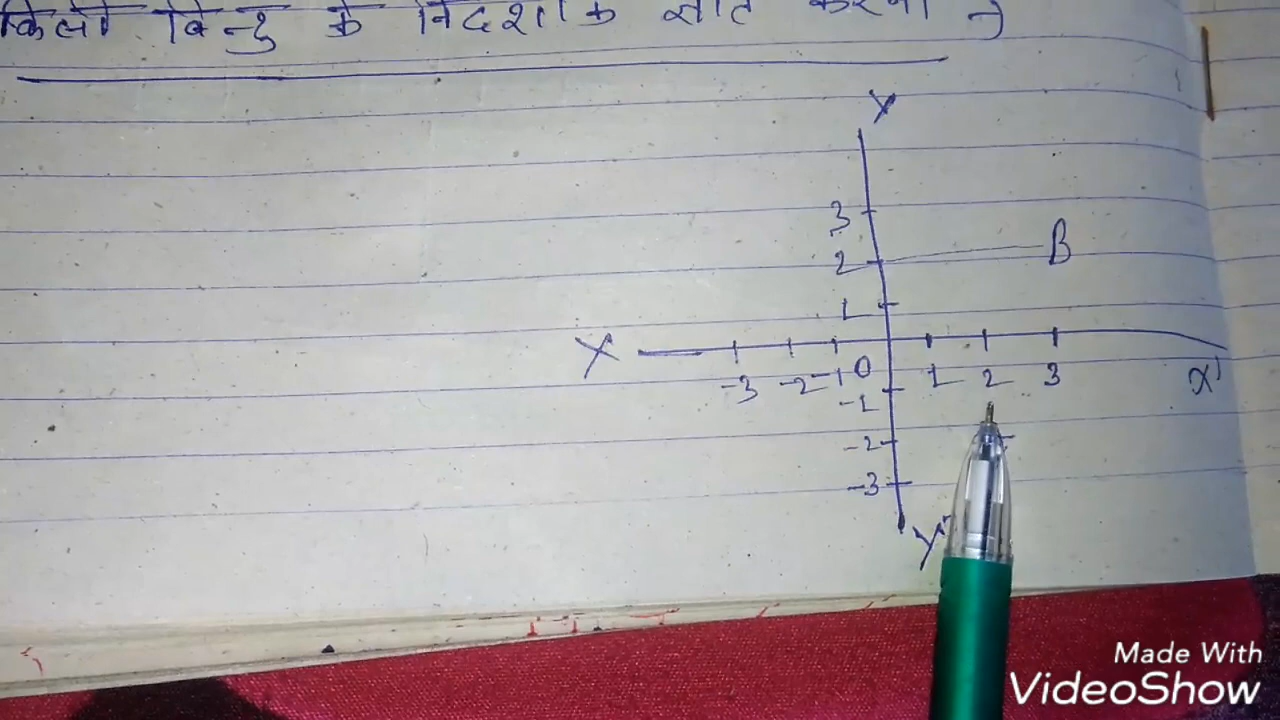 किसी बिन्दु के निर्देशांक ज्ञात करना →
Y
3
2 B
1
X -3 -2 -1 0 1 2 3 X'
-1
-2
-3
Y'
Made With
VideoShow